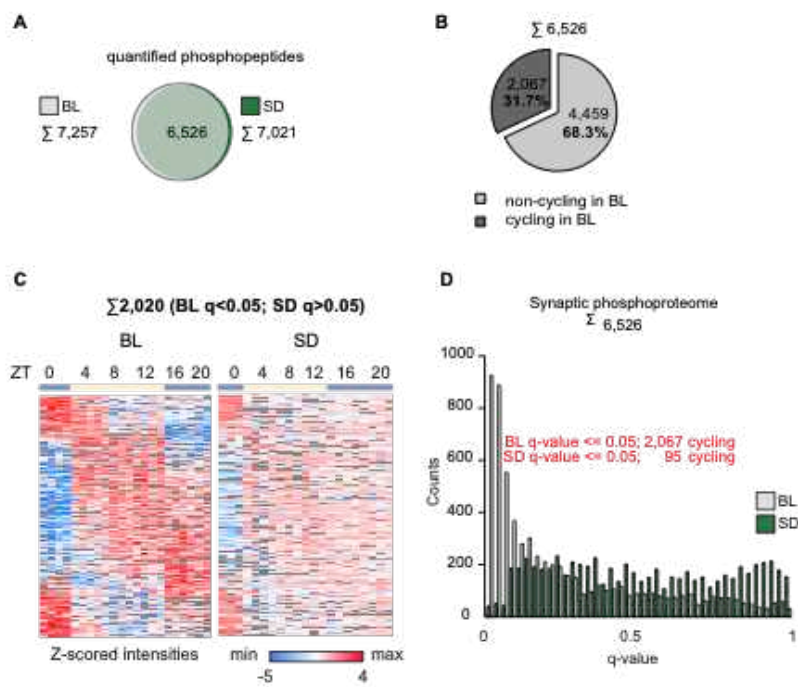 A
quantified phosphopeptides
BL
∑ 7,257
6,526
SD
∑ 7,021
B
∑ 6,526
2,067
31.7%
4,459
68.3%
non-cycling in BL
cycling in BL
C
∑2,020 (BL q<0.05; SD q>0.05)
BL SD
ZT 0 4 8 12 16 20 0 4 8 12 16 20
Z-scored intensities
min max
-5 4
D
Synaptic phosphoproteome
Σ 6,526
1000
800
600
400
200
0
Counts
BL q-value <= 0.05; 2,067 cycling
SD q-value <= 0.05; 95 cycling
BL
SD
0 0.5 1
q-value